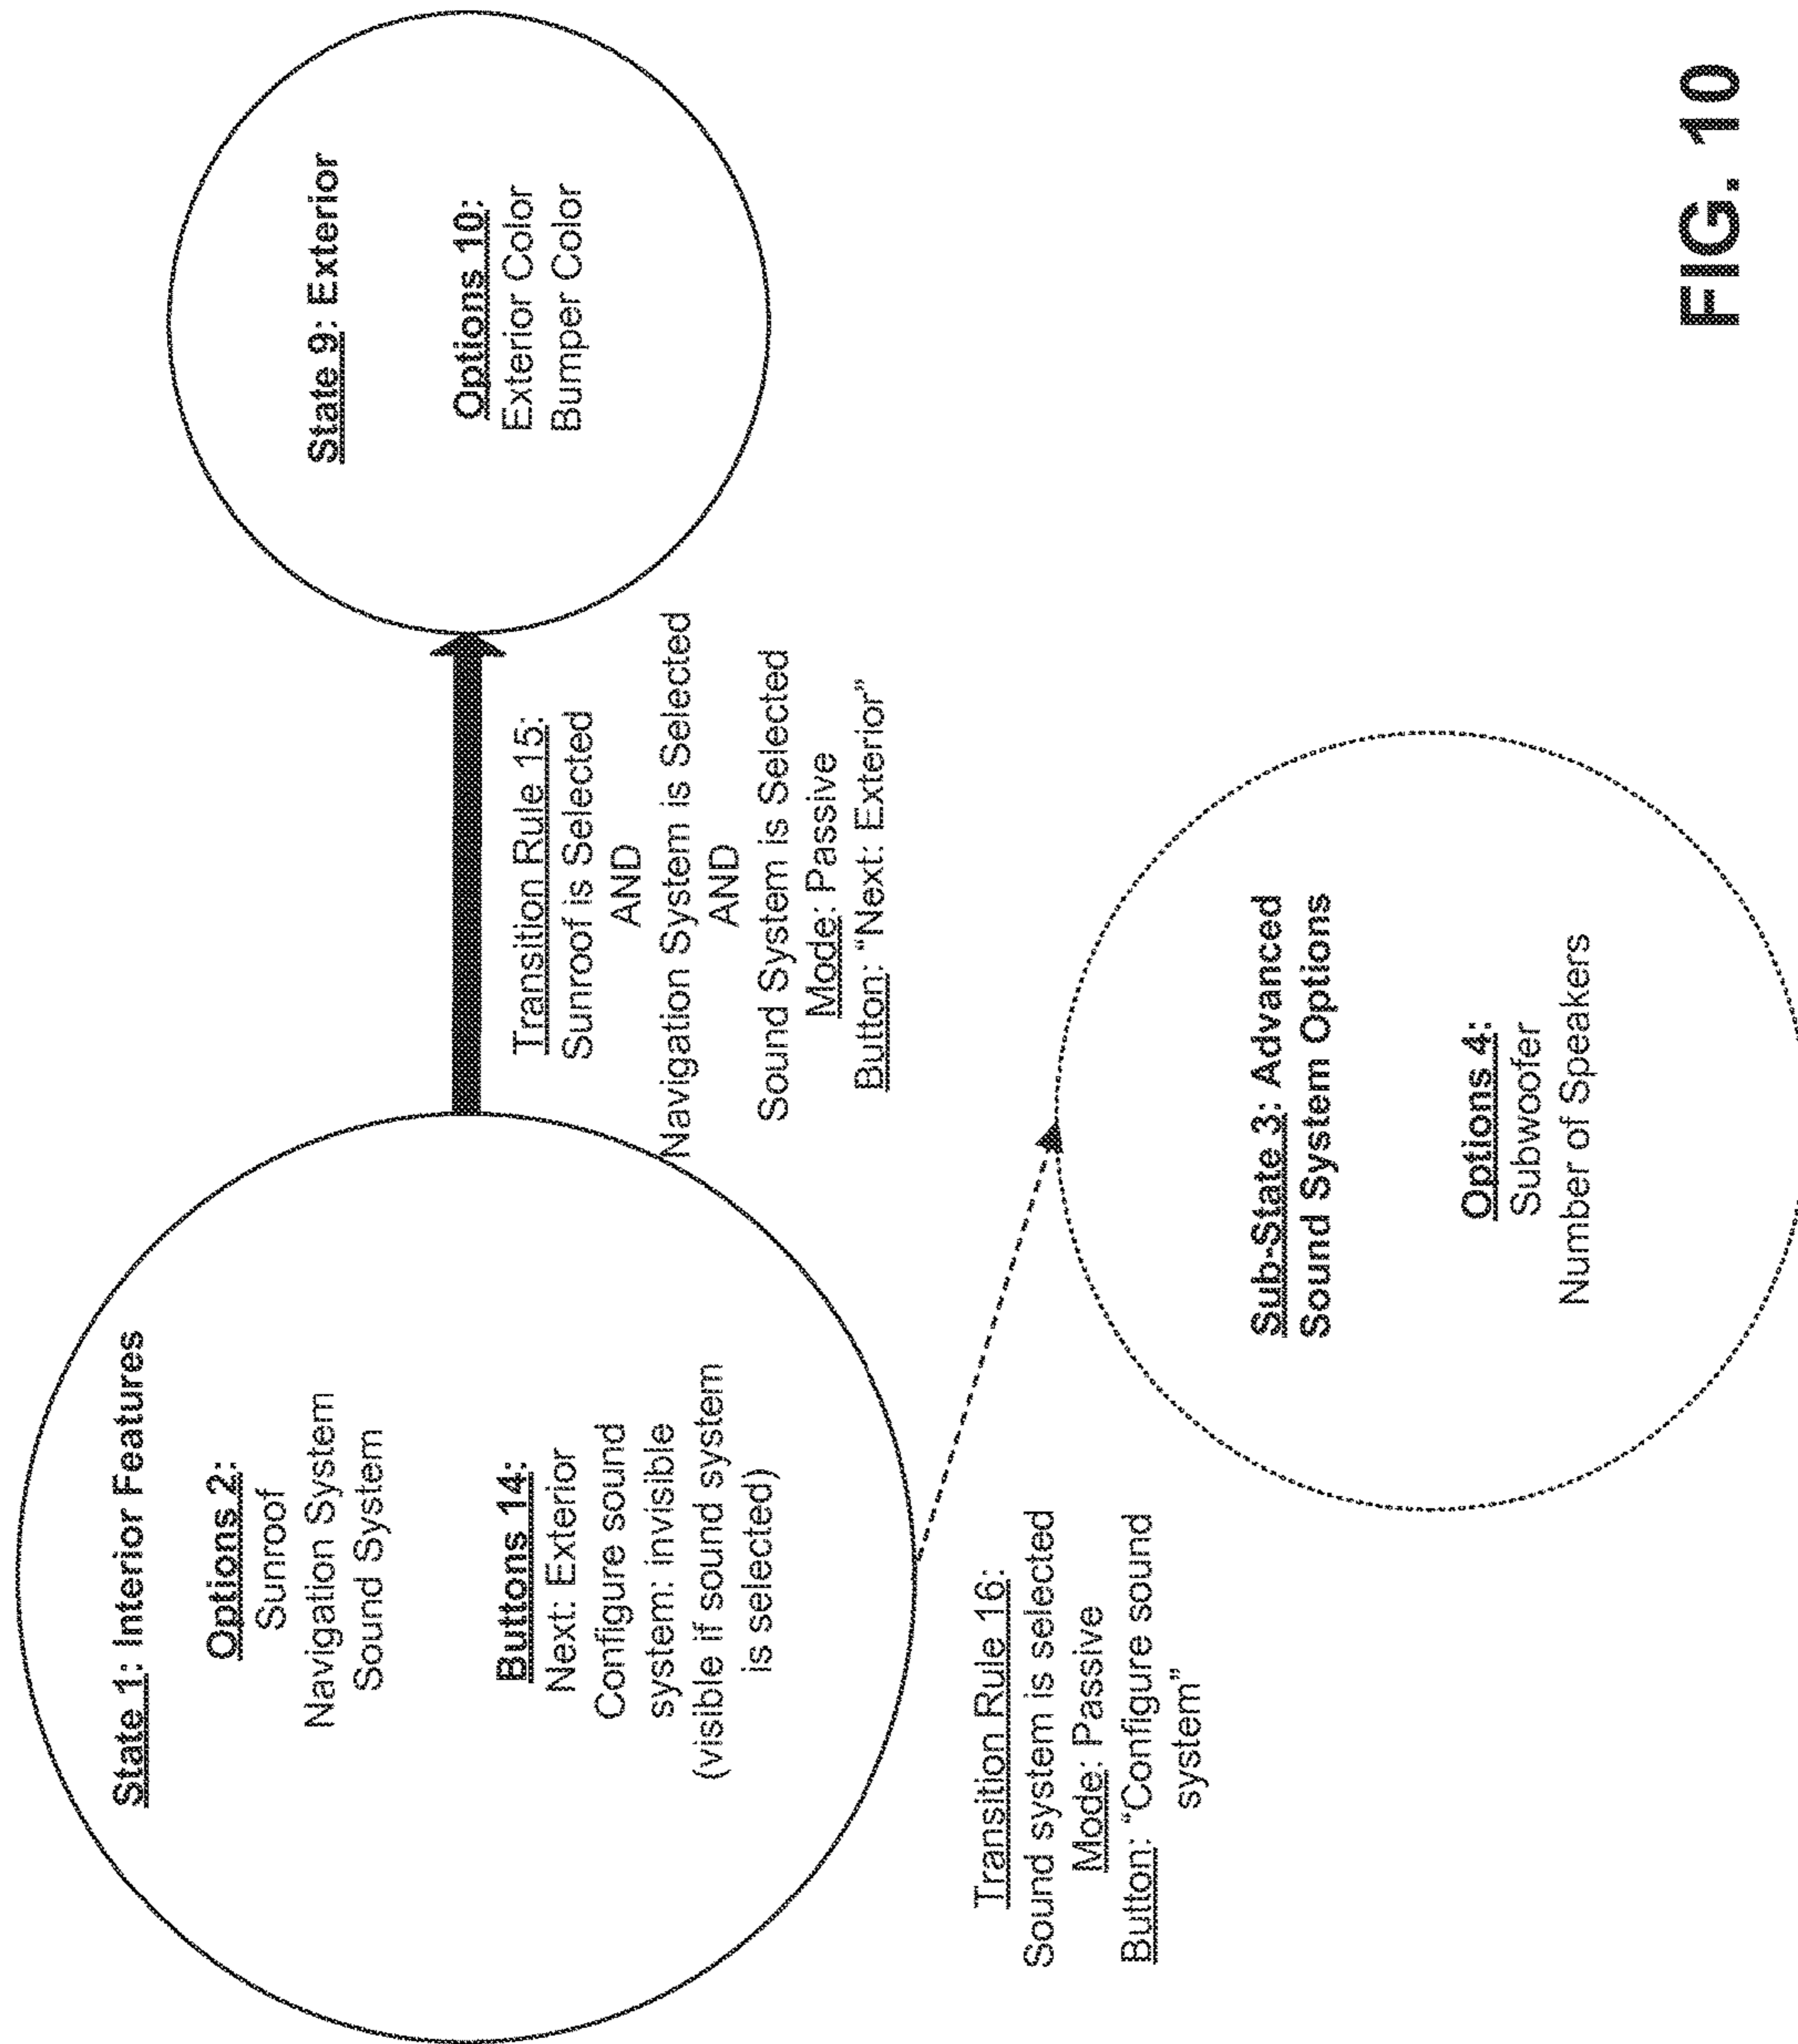 State 1: Interior Features
Options 2:
Sunroof
Navigation System
Sound System
Buttons 14:
Next: Exterior
Configure sound
system: invisible
(visible if sound system
is selected)
Transition Rule 15:
Sunroof is Selected
AND
Navigation System is Selected
AND
Sound System is Selected
Mode: Passive
Button: “Next: Exterior”
State 9: Exterior
Options 10:
Exterior Color
Bumper Color
Transition Rule 16:
Sound system is selected
Mode: Passive
Button: “Configure sound
system”
Sub-State 3: Advanced
Sound System Options
Options 4:
Subwoofer
Number of Speakers
FIG. 10